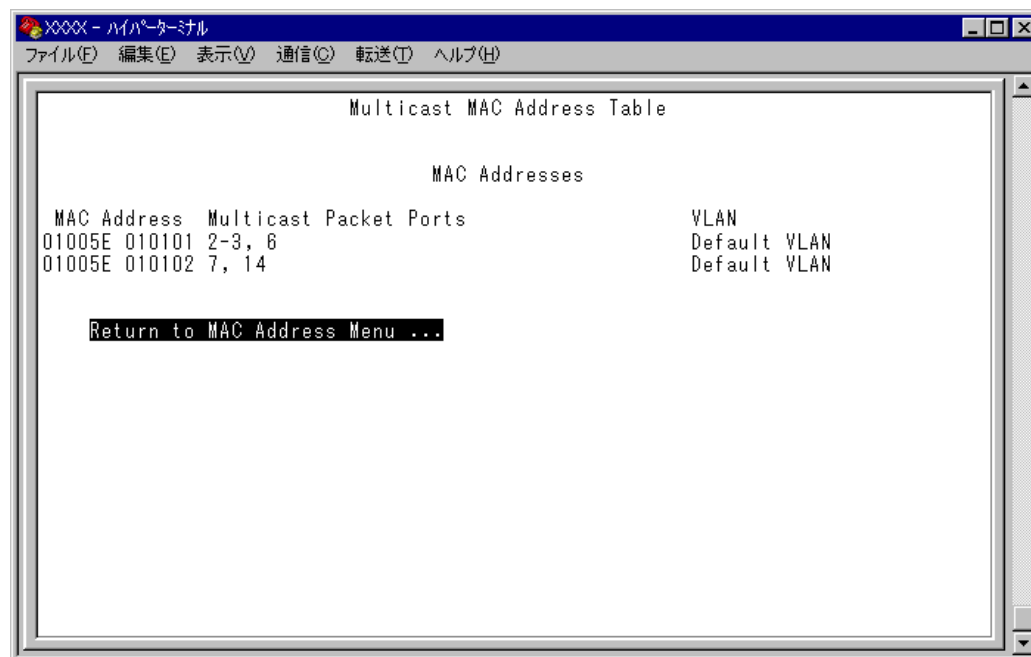 XXXX - ﾊｲﾊﾟｰﾀｰﾐﾅﾙ
ファイル(F) 編集(E) 表示(V) 通信(C) 転送(T) ヘルプ(H)
Multicast MAC Address Table
MAC Addresses
MAC Address Multicast Packet Ports VLAN
01005E 010101 2-3, 6 Default VLAN
01005E 010102 7, 14 Default VLAN
Return to MAC Address Menu ...